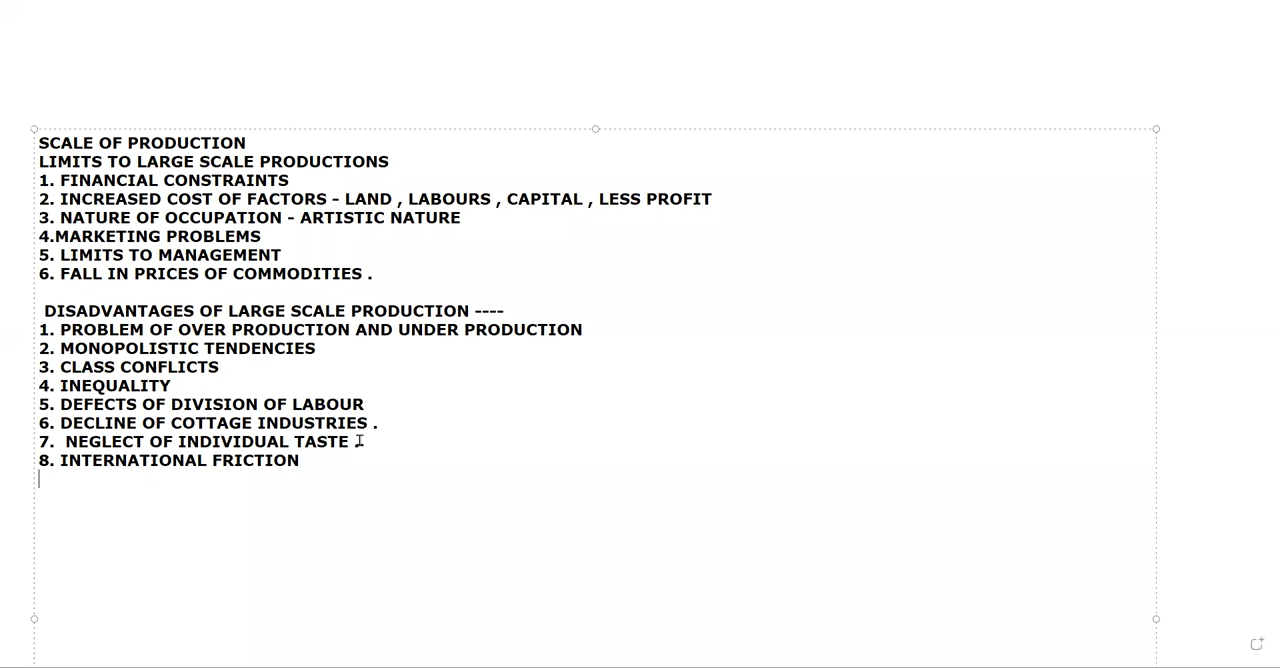 SCALE OF PRODUCTION
LIMITS TO LARGE SCALE PRODUCTIONS
1. FINANCIAL CONSTRAINTS
2. INCREASED COST OF FACTORS - LAND , LABOURS , CAPITAL , LESS PROFIT
3. NATURE OF OCCUPATION - ARTISTIC NATURE
4.MARKETING PROBLEMS
5. LIMITS TO MANAGEMENT
6. FALL IN PRICES OF COMMODITIES .
DISADVANTAGES OF LARGE SCALE PRODUCTION ----
1. PROBLEM OF OVER PRODUCTION AND UNDER PRODUCTION
2. MONOPOLISTIC TENDENCIES
3. CLASS CONFLICTS
4. INEQUALITY
5. DEFECTS OF DIVISION OF LABOUR
6. DECLINE OF COTTAGE INDUSTRIES .
7.  NEGLECT OF INDIVIDUAL TASTE .
8. INTERNATIONAL FRICTION